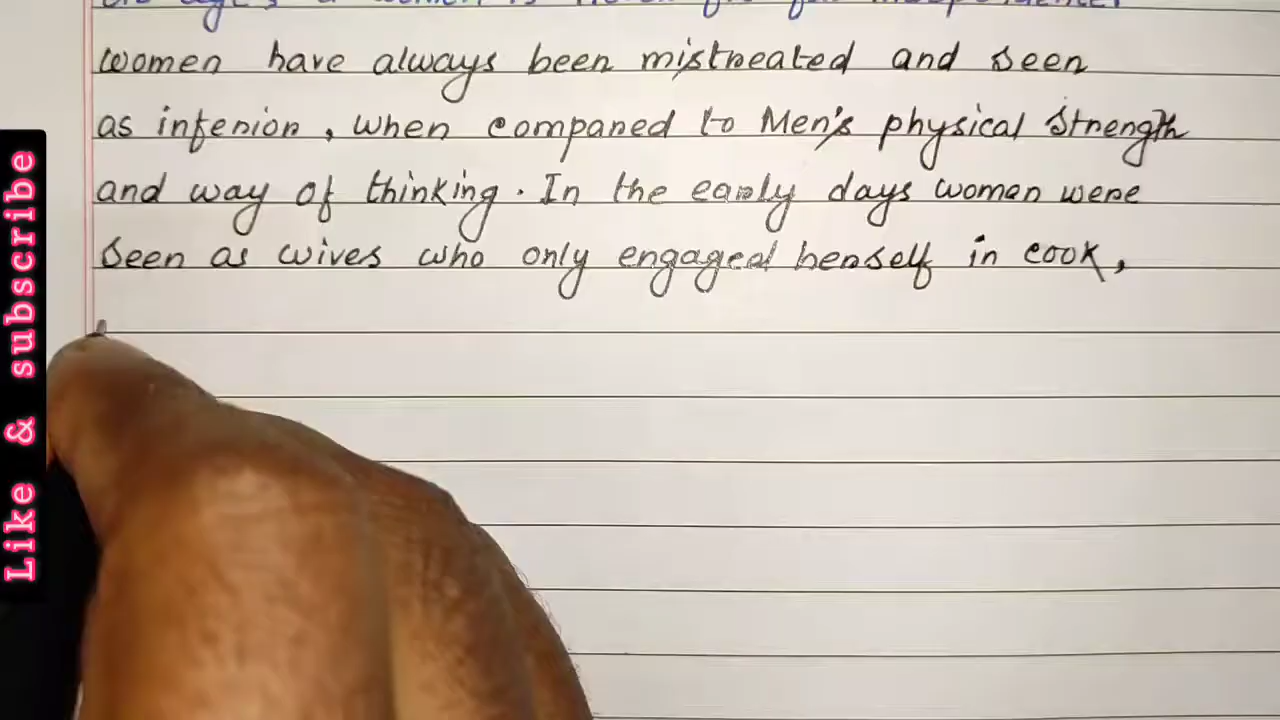 women have always been mistreated and seen
as inferior, when compared to Men's physical strength
and way of thinking. In the early days women were
seen as wives who only engaged herself in cook,
Like & subscribe